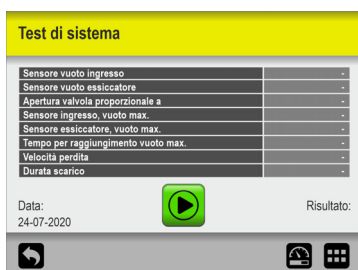 Test di sistema
Sensore vuoto ingresso -
Sensore vuoto essiccatore -
Apertura valvola proporzionale a -
Sensore ingresso, vuoto max. -
Sensore essiccatore, vuoto max. -
Tempo per raggiungimento vuoto max. -
Velocità perdita -
Durata scarico -
Data: Risultato:
24-07-2020